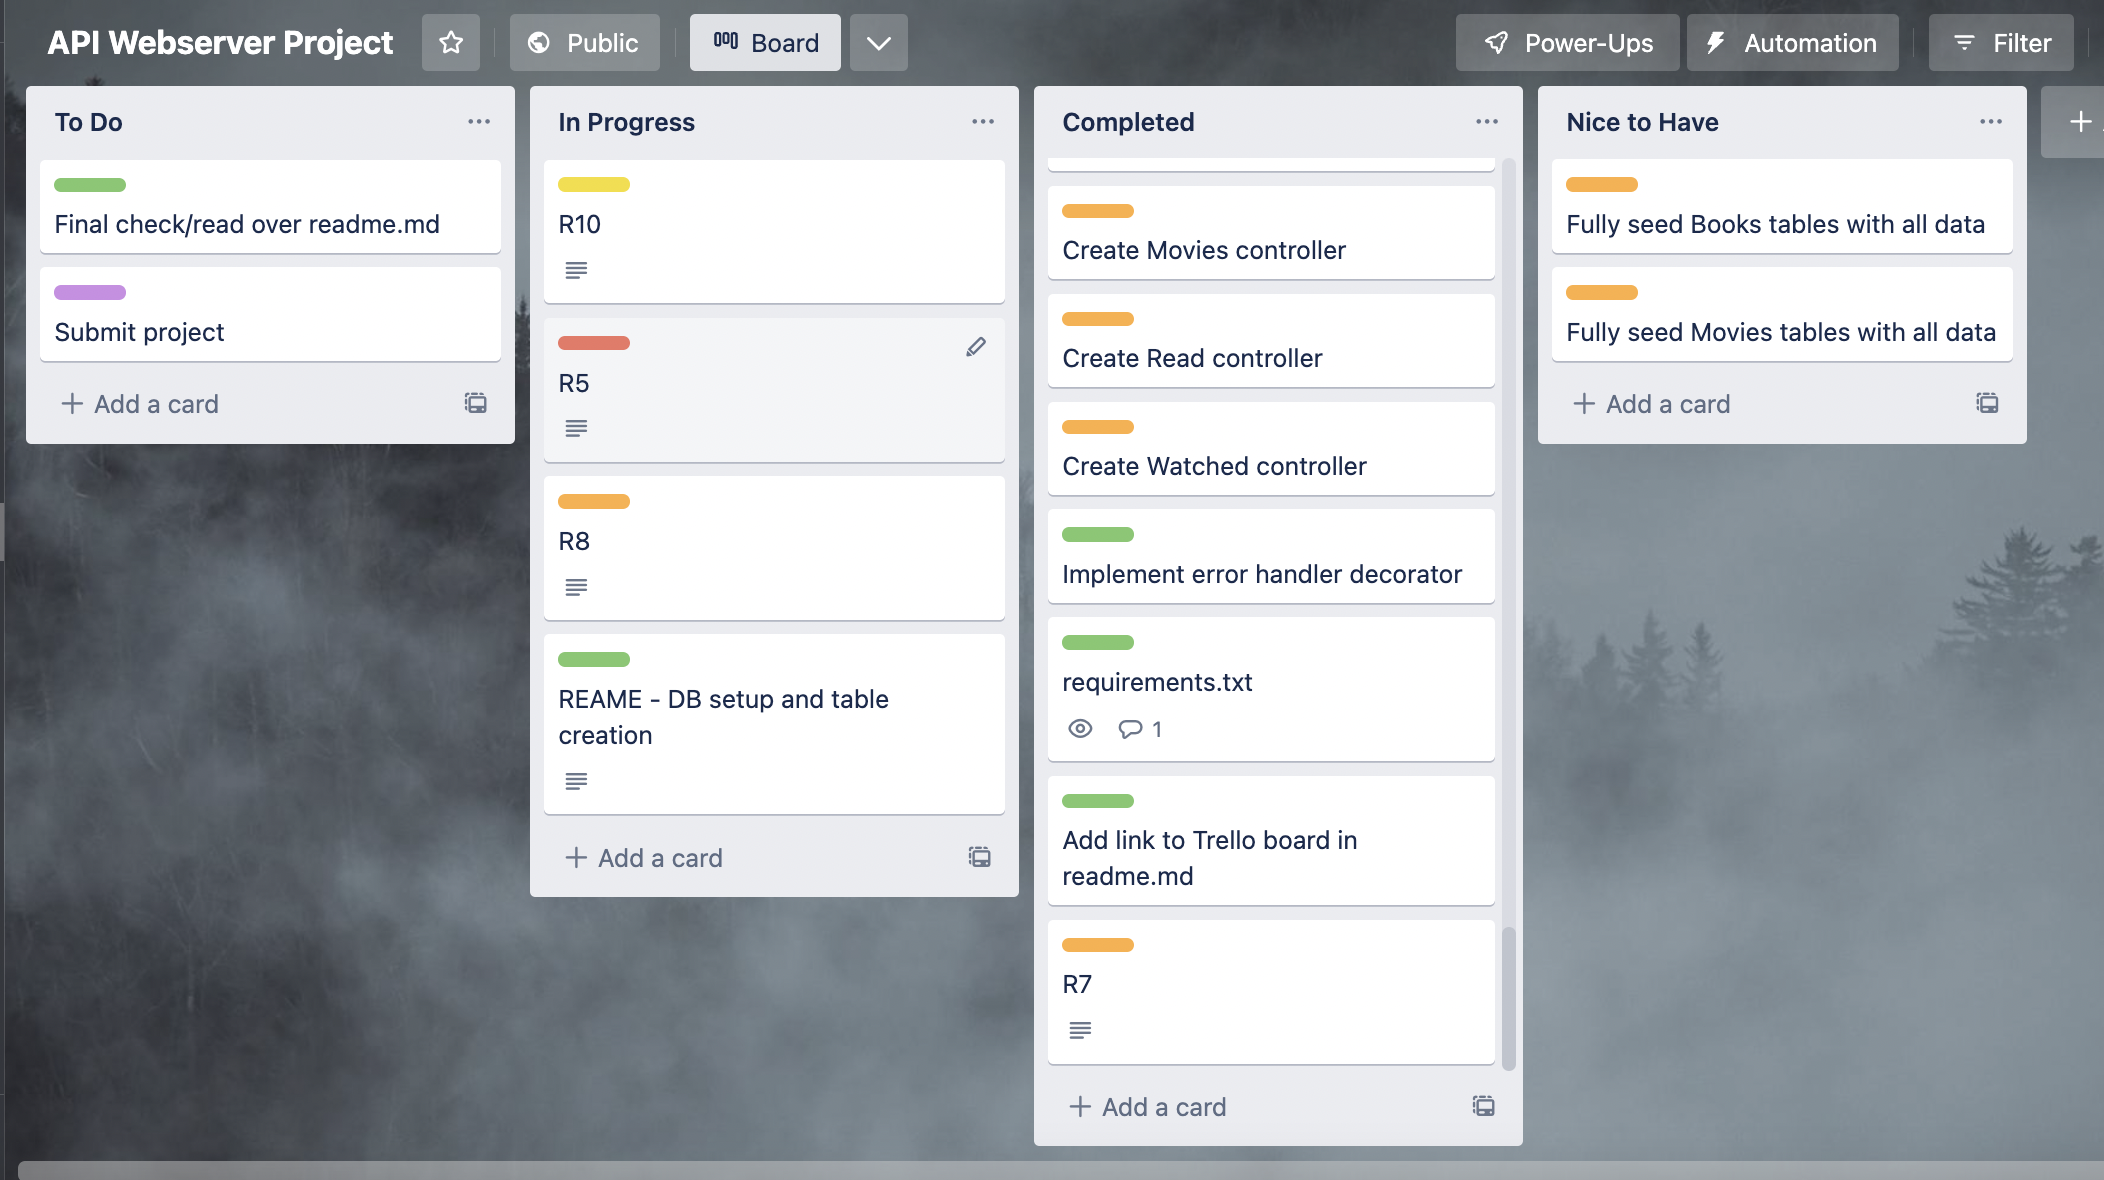 API Webserver Project
Public
Board
Power-Ups
Automation
Filter
To Do
Final check/read over readme.md
Submit project
Add a card
In Progress
R10
R5
R8
REAME - DB setup and table
creation
Add a card
Completed
Create Movies controller
Create Read controller
Create Watched controller
Implement error handler decorator
requirements.txt
1
Add link to Trello board in
readme.md
R7
Add a card
Nice to Have
Fully seed Books tables with all data
Fully seed Movies tables with all data
Add a card